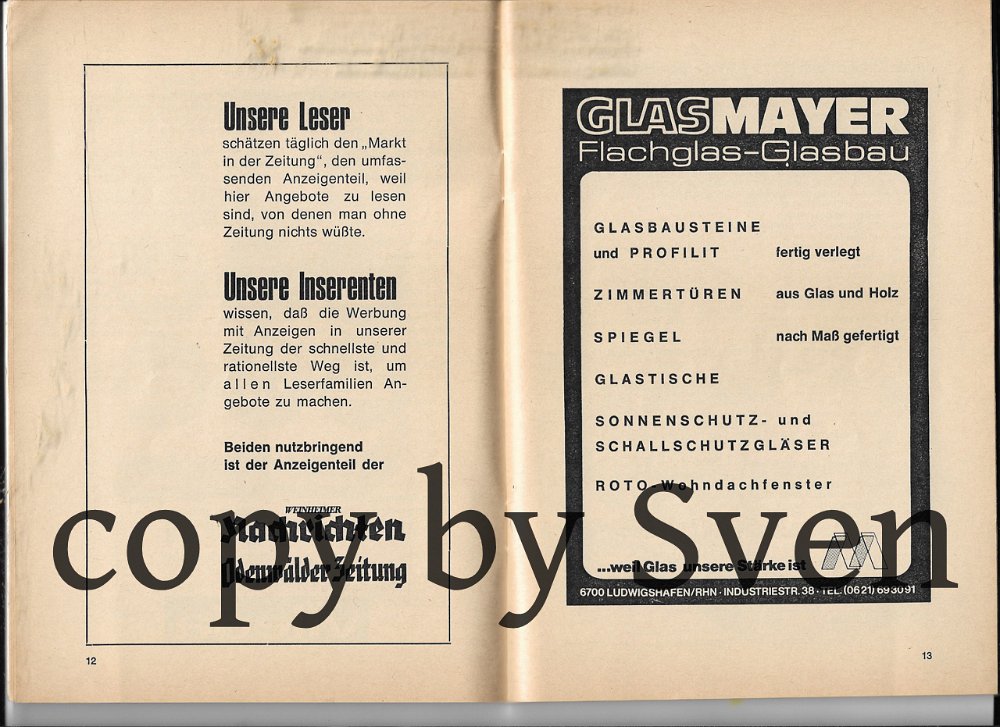 Unsere Leser
schätzen täglich den „Markt
in der Zeitung“, den umfas-
senden Anzeigenteil, weil
hier Angebote zu lesen
sind, von denen man ohne
Zeitung nichts wüßte.
Unsere Inserenten
wissen, daß die Werbung
mit Anzeigen in unserer
Zeitung der schnellste und
rationellste Weg ist, um
allen Leserfamilien An-
gebote zu machen.
Beiden nutzbringend
ist der Anzeigenteil der
WEINHEIMER
Nachrichten
Odenwälder Zeitung
12
GLASMAYER
Flachglas-Glasbau
GLASBAUSTEINE
und PROFILIT fertig verlegt
ZIMMERTÜREN aus Glas und Holz
SPIEGEL nach Maß gefertigt
GLASTISCHE
SONNENSCHUTZ- und
SCHALLSCHUTZGLÄSER
ROTO-Wohndachfenster
...weil Glas unsere Stärke ist
6700 LUDWIGSHAFEN/RHN · INDUSTRIESTR. 38 · TEL. (0621) 693091
13
copy by Sven